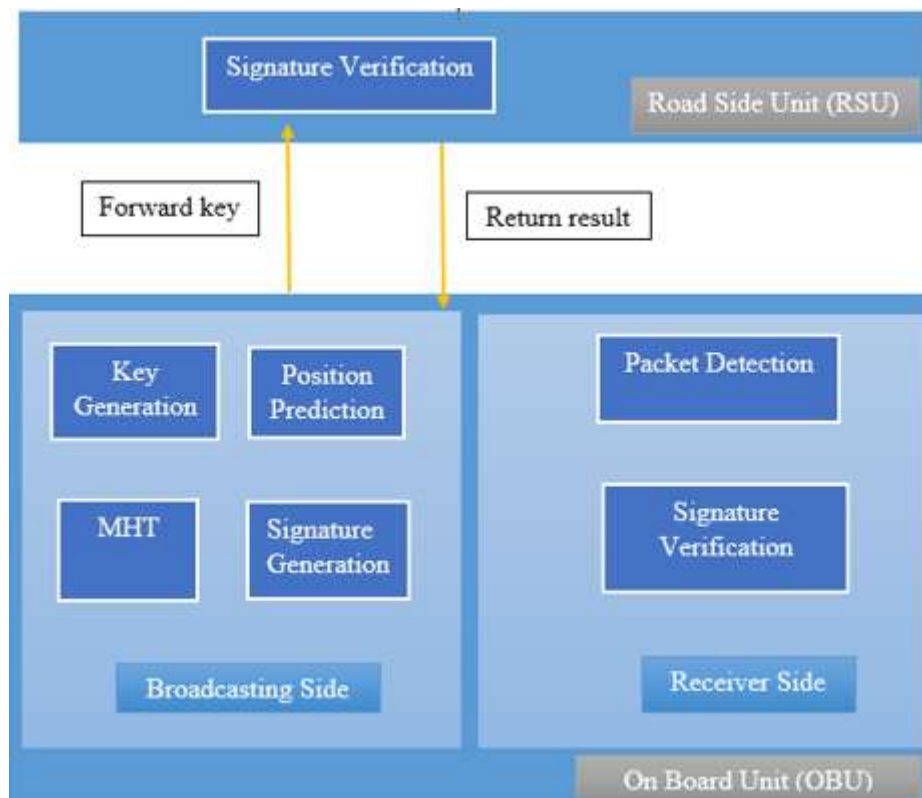 Signature Verification
Road Side Unit (RSU)
Forward key
Return result
Key
Generation
Position
Prediction
MHT
Signature
Generation
Broadcasting Side
Packet Detection
Signature
Verification
Receiver Side
On Board Unit (OBU)